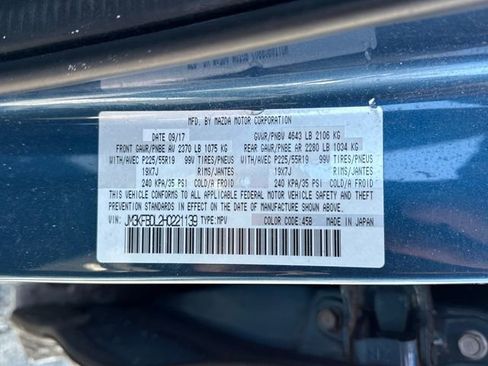 MFD. BY MAZDA MOTOR CORPORATION
DATE 09/17 GVWR/PNBV 4643 LB 2106 KG
FRONT GAWR/PNBE AV 2370 LB 1075 KG REAR GAWR/PNBE AR 2280 LB 1034 KG
WITH/AVEC P225/55R19 99V TIRES/PNEUS WITH/AVEC P225/55R19 99V TIRES/PNEUS
19X7J RIMS/JANTES 19X7J RIMS/JANTES
240 KPA/35 PSI COLD/A FROID 240 KPA/35 PSI COLD/A FROID
THIS VEHICLE CONFORMS TO ALL APPLICABLE FEDERAL MOTOR VEHICLE SAFETY AND THEFT
PREVENTION STANDARDS IN EFFECT ON THE DATE OF MANUFACTURE SHOWN ABOVE.
VIN: JM3KFBDL2H0221139 TYPE:MPV COLOR CODE:45B MADE IN JAPAN